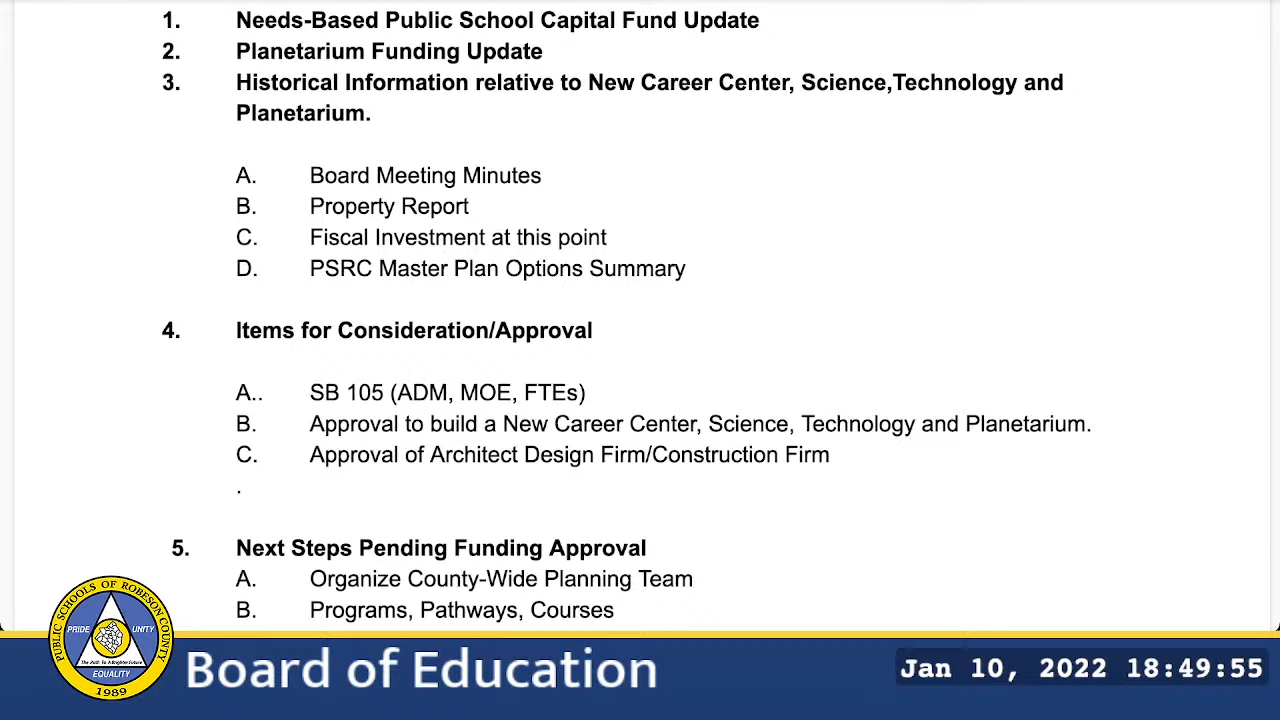 1. Needs-Based Public School Capital Fund Update
2. Planetarium Funding Update
3. Historical Information relative to New Career Center, Science,Technology and
Planetarium.
A. Board Meeting Minutes
B. Property Report
C. Fiscal Investment at this point
D. PSRC Master Plan Options Summary
4. Items for Consideration/Approval
A.. SB 105 (ADM, MOE, FTEs)
B. Approval to build a New Career Center, Science, Technology and Planetarium.
C. Approval of Architect Design Firm/Construction Firm
.
5. Next Steps Pending Funding Approval
A. Organize County-Wide Planning Team
B. Programs, Pathways, Courses
PUBLIC SCHOOLS OF ROBESON COUNTY
PRIDE UNITY
The Path To A Brighter Future
EQUALITY
1989
Board of Education
Jan 10, 2022 18:49:55